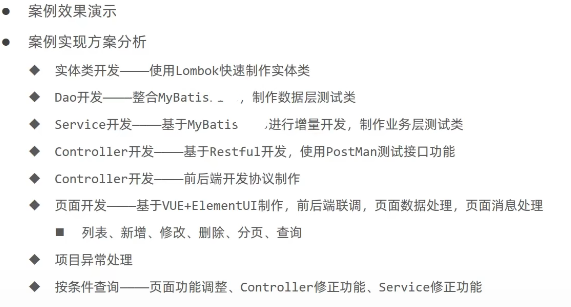 案例效果演示
案例实现方案分析
实体类开发————使用Lombok快速制作实体类
Dao开发————整合MyBatis ，制作数据层测试类
Service开发————基于MyBatis ,进行增量开发，制作业务层测试类
Controller开发————基于Restful开发，使用PostMan测试接口功能
Controller开发————前后端开发协议制作
页面开发————基于VUE+ElementUI制作，前后端联调，页面数据处理，页面消息处理
列表、新增、修改、删除、分页、查询
项目异常处理
按条件查询————页面功能调整、Controller修正功能、Service修正功能